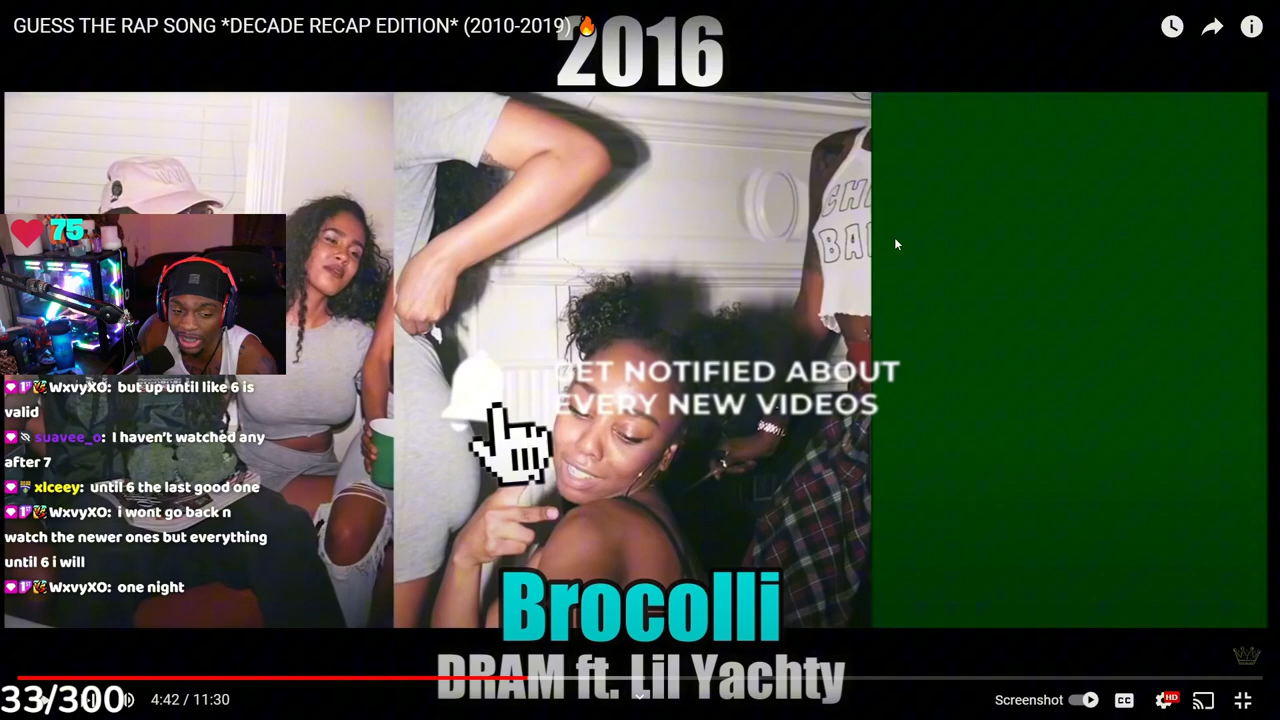 GUESS THE RAP SONG *DECADE RECAP EDITION* (2010-2019) 🔥
2016
75
GET NOTIFIED ABOUT
EVERY NEW VIDEOS
WxvyXO: but up until like 6 is
valid
suavee_o: I haven't watched any
after 7
xlceey: until 6 the last good one
WxvyXO: i wont go back n
watch the newer ones but everything
until 6 i will
WxvyXO: one night
Brocolli
DRAM ft. Lil Yachty
33/300
4:42 / 11:30
Screenshot
CC
HD